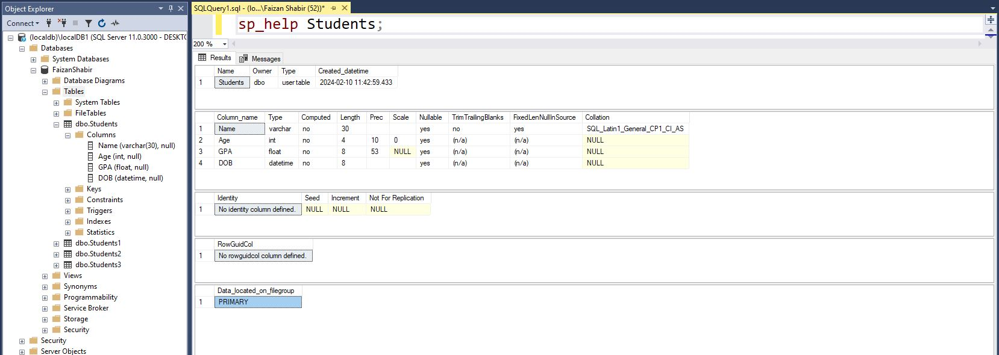 Object Explorer
Connect
(localdb)\localDB1 (SQL Server 11.0.3000 - DESKTO
Databases
System Databases
FaizanShabir
Database Diagrams
Tables
System Tables
FileTables
dbo.Students
Columns
Name (varchar(30), null)
Age (int, null)
GPA (float, null)
DOB (datetime, null)
Keys
Constraints
Triggers
Indexes
Statistics
dbo.Students1
dbo.Students2
dbo.Students3
Views
Synonyms
Programmability
Service Broker
Storage
Security
Security
Server Objects
SQLQuery1.sql - (lo...\Faizan Shabir (52))*
sp_help Students;
200 %
Results Messages
Name Owner Type Created_datetime
1 Students dbo user table 2024-02-10 11:42:59.433
Column_name Type Computed Length Prec Scale Nullable TrimTrailingBlanks FixedLenNullInSource Collation
1 Name varchar no 30 yes no yes SQL_Latin1_General_CP1_CI_AS
2 Age int no 4 10 0 yes (n/a) (n/a) NULL
3 GPA float no 8 53 NULL yes (n/a) (n/a) NULL
4 DOB datetime no 8 yes (n/a) (n/a) NULL
Identity Seed Increment Not For Replication
1 No identity column defined. NULL NULL NULL
RowGuidCol
1 No rowguidcol column defined.
Data_located_on_filegroup
1 PRIMARY